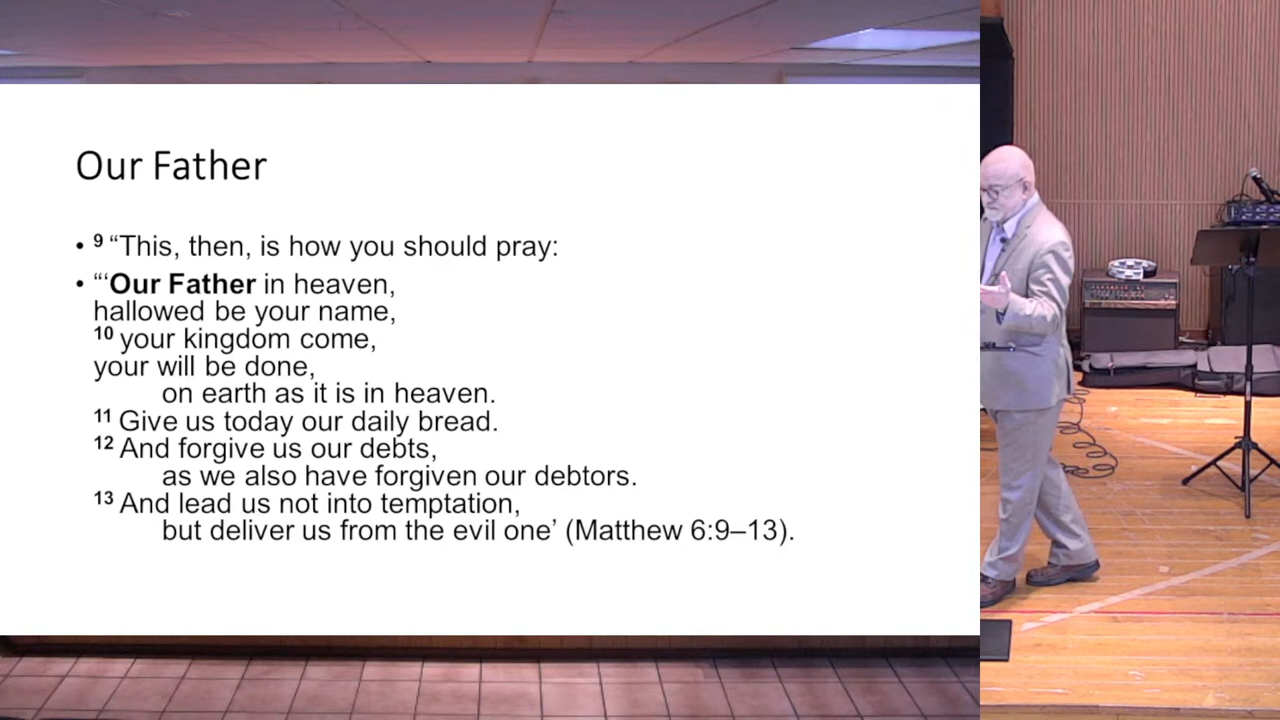 Our Father
• 9 “This, then, is how you should pray:
• “‘Our Father in heaven,
hallowed be your name,
10 your kingdom come,
your will be done,
on earth as it is in heaven.
11 Give us today our daily bread.
12 And forgive us our debts,
as we also have forgiven our debtors.
13 And lead us not into temptation,
but deliver us from the evil one’ (Matthew 6:9–13).